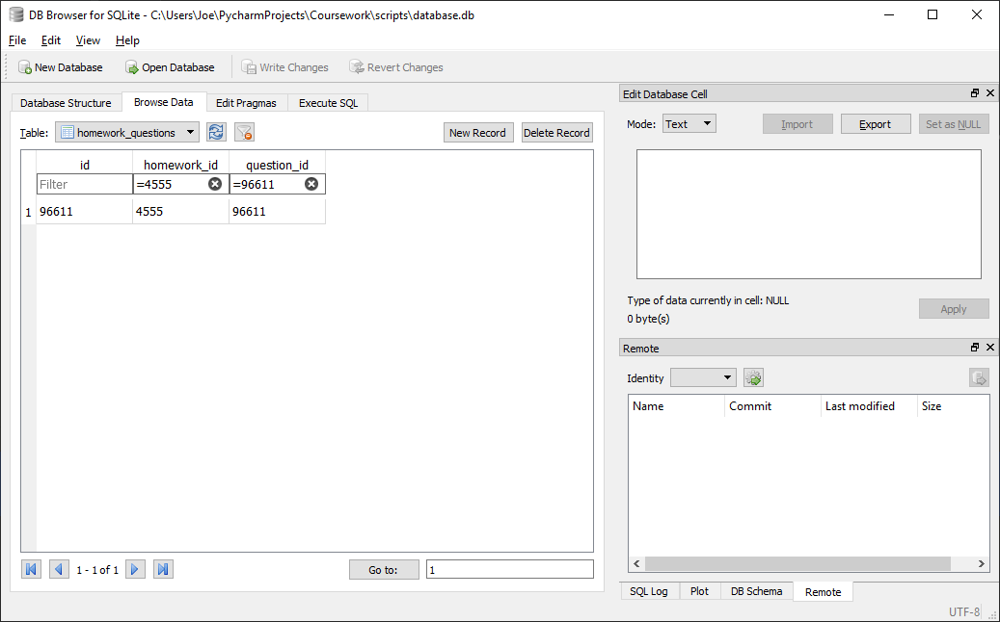 DB Browser for SQLite - C:\Users\Joe\PycharmProjects\Coursework\scripts\database.db
File Edit View Help
New Database Open Database Write Changes Revert Changes
Database Structure Browse Data Edit Pragmas Execute SQL
Table: homework_questions New Record Delete Record
id homework_id question_id
Filter =4555 =96611
1 96611 4555 96611
1 - 1 of 1 Go to: 1
Edit Database Cell
Mode: Text Import Export Set as NULL
Type of data currently in cell: NULL
0 byte(s)
Apply
Remote
Identity
Name Commit Last modified Size
SQL Log Plot DB Schema Remote
UTF-8